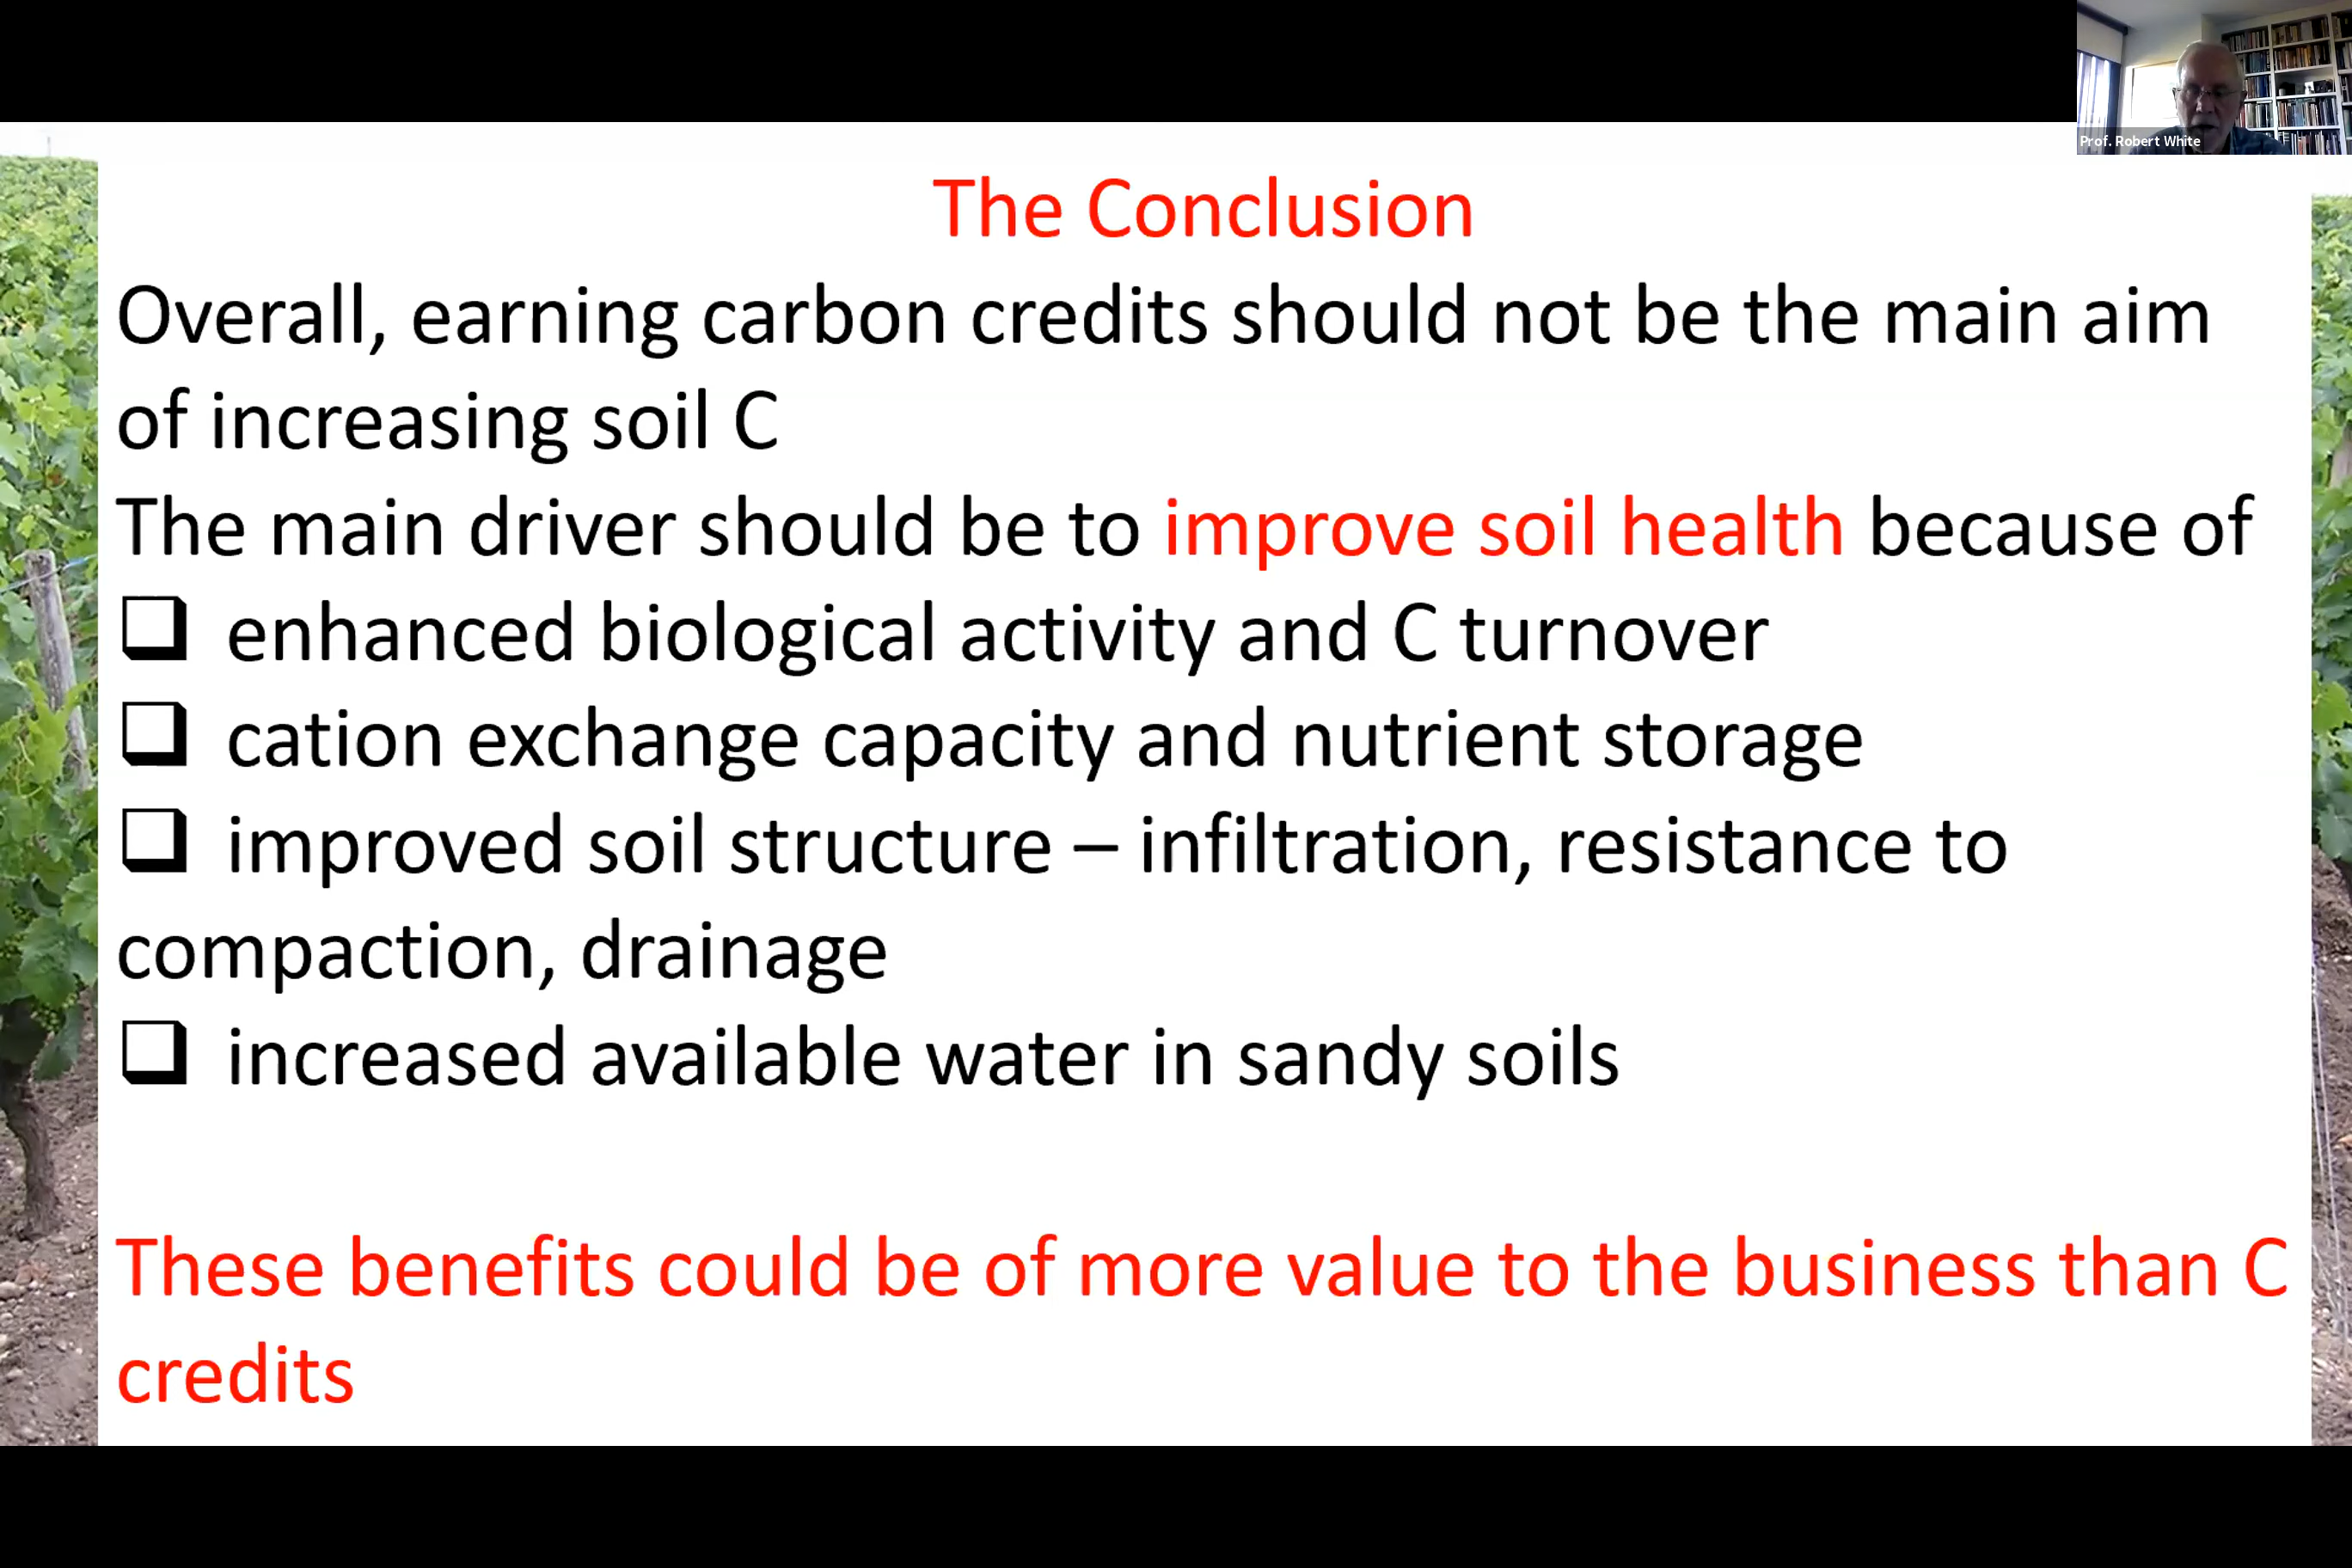 Prof. Robert White
The Conclusion
Overall, earning carbon credits should not be the main aim
of increasing soil C
The main driver should be to improve soil health because of
❑ enhanced biological activity and C turnover
❑ cation exchange capacity and nutrient storage
❑ improved soil structure – infiltration, resistance to
compaction, drainage
❑ increased available water in sandy soils
These benefits could be of more value to the business than C
credits